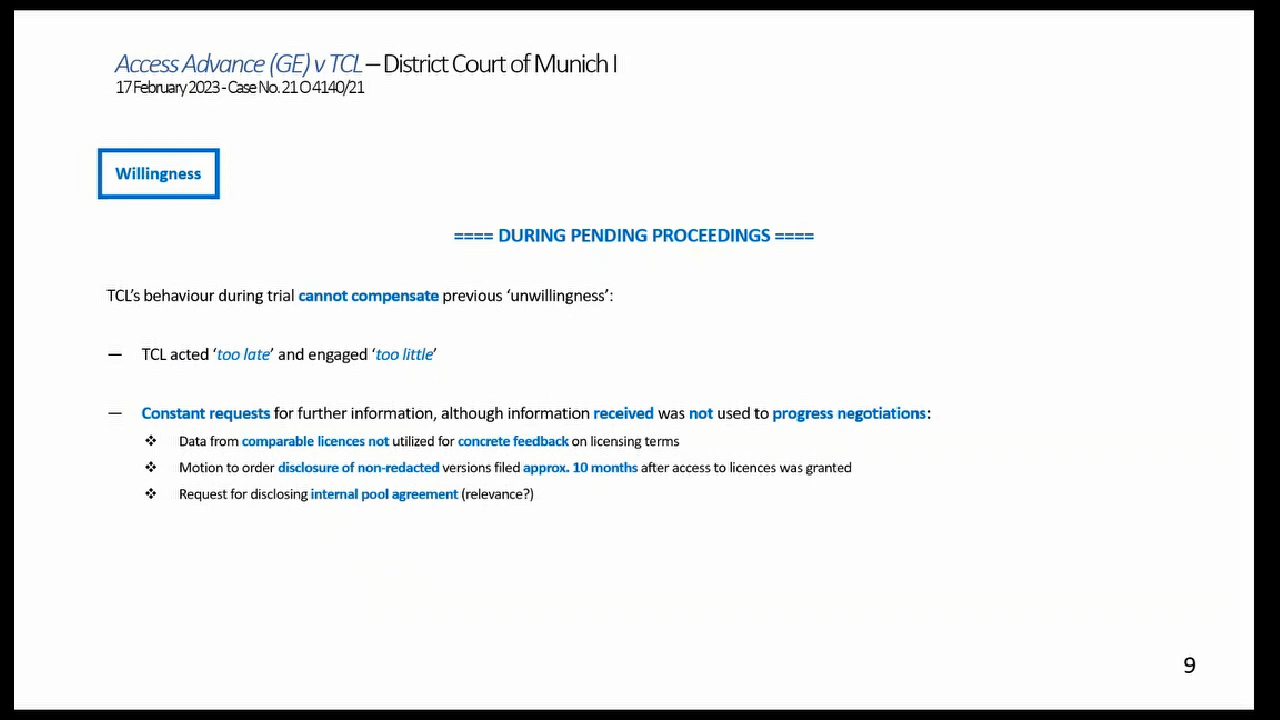 Access Advance (GE) v TCL – District Court of Munich I
17 February 2023 - Case No. 21 O 4140/21
Willingness
==== DURING PENDING PROCEEDINGS ====
TCL's behaviour during trial cannot compensate previous 'unwillingness':
— TCL acted 'too late' and engaged 'too little'
— Constant requests for further information, although information received was not used to progress negotiations:
❖ Data from comparable licences not utilized for concrete feedback on licensing terms
❖ Motion to order disclosure of non-redacted versions filed approx. 10 months after access to licences was granted
❖ Request for disclosing internal pool agreement (relevance?)
9